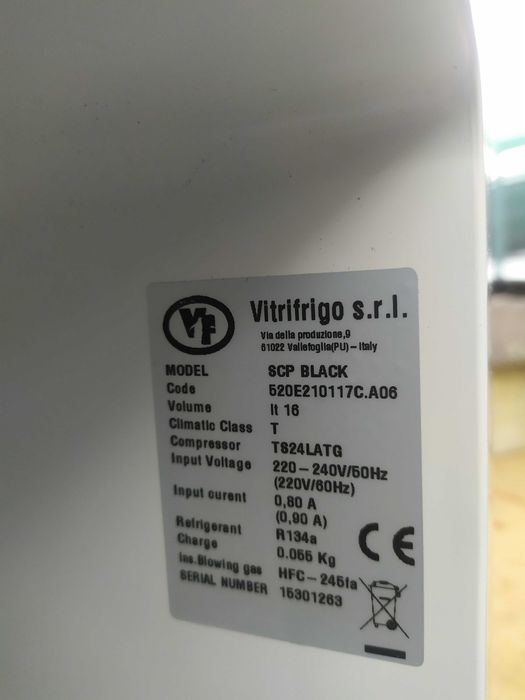 VF
Vitrifrigo s.r.l.
Via della produzione,9
61022 Vallefoglia(PU) – Italy
MODEL SCP BLACK
Code 520E210117C.A06
Volume lt 16
Climatic Class T
Compressor TS24LATG
Input Voltage 220 – 240V/50Hz
(220V/60Hz)
Input curent 0,80 A
(0,90 A)
Refrigerant R134a
Charge 0.055 Kg
Ins.Blowing gas HFC – 245fa
SERIAL NUMBER 15301263
CE